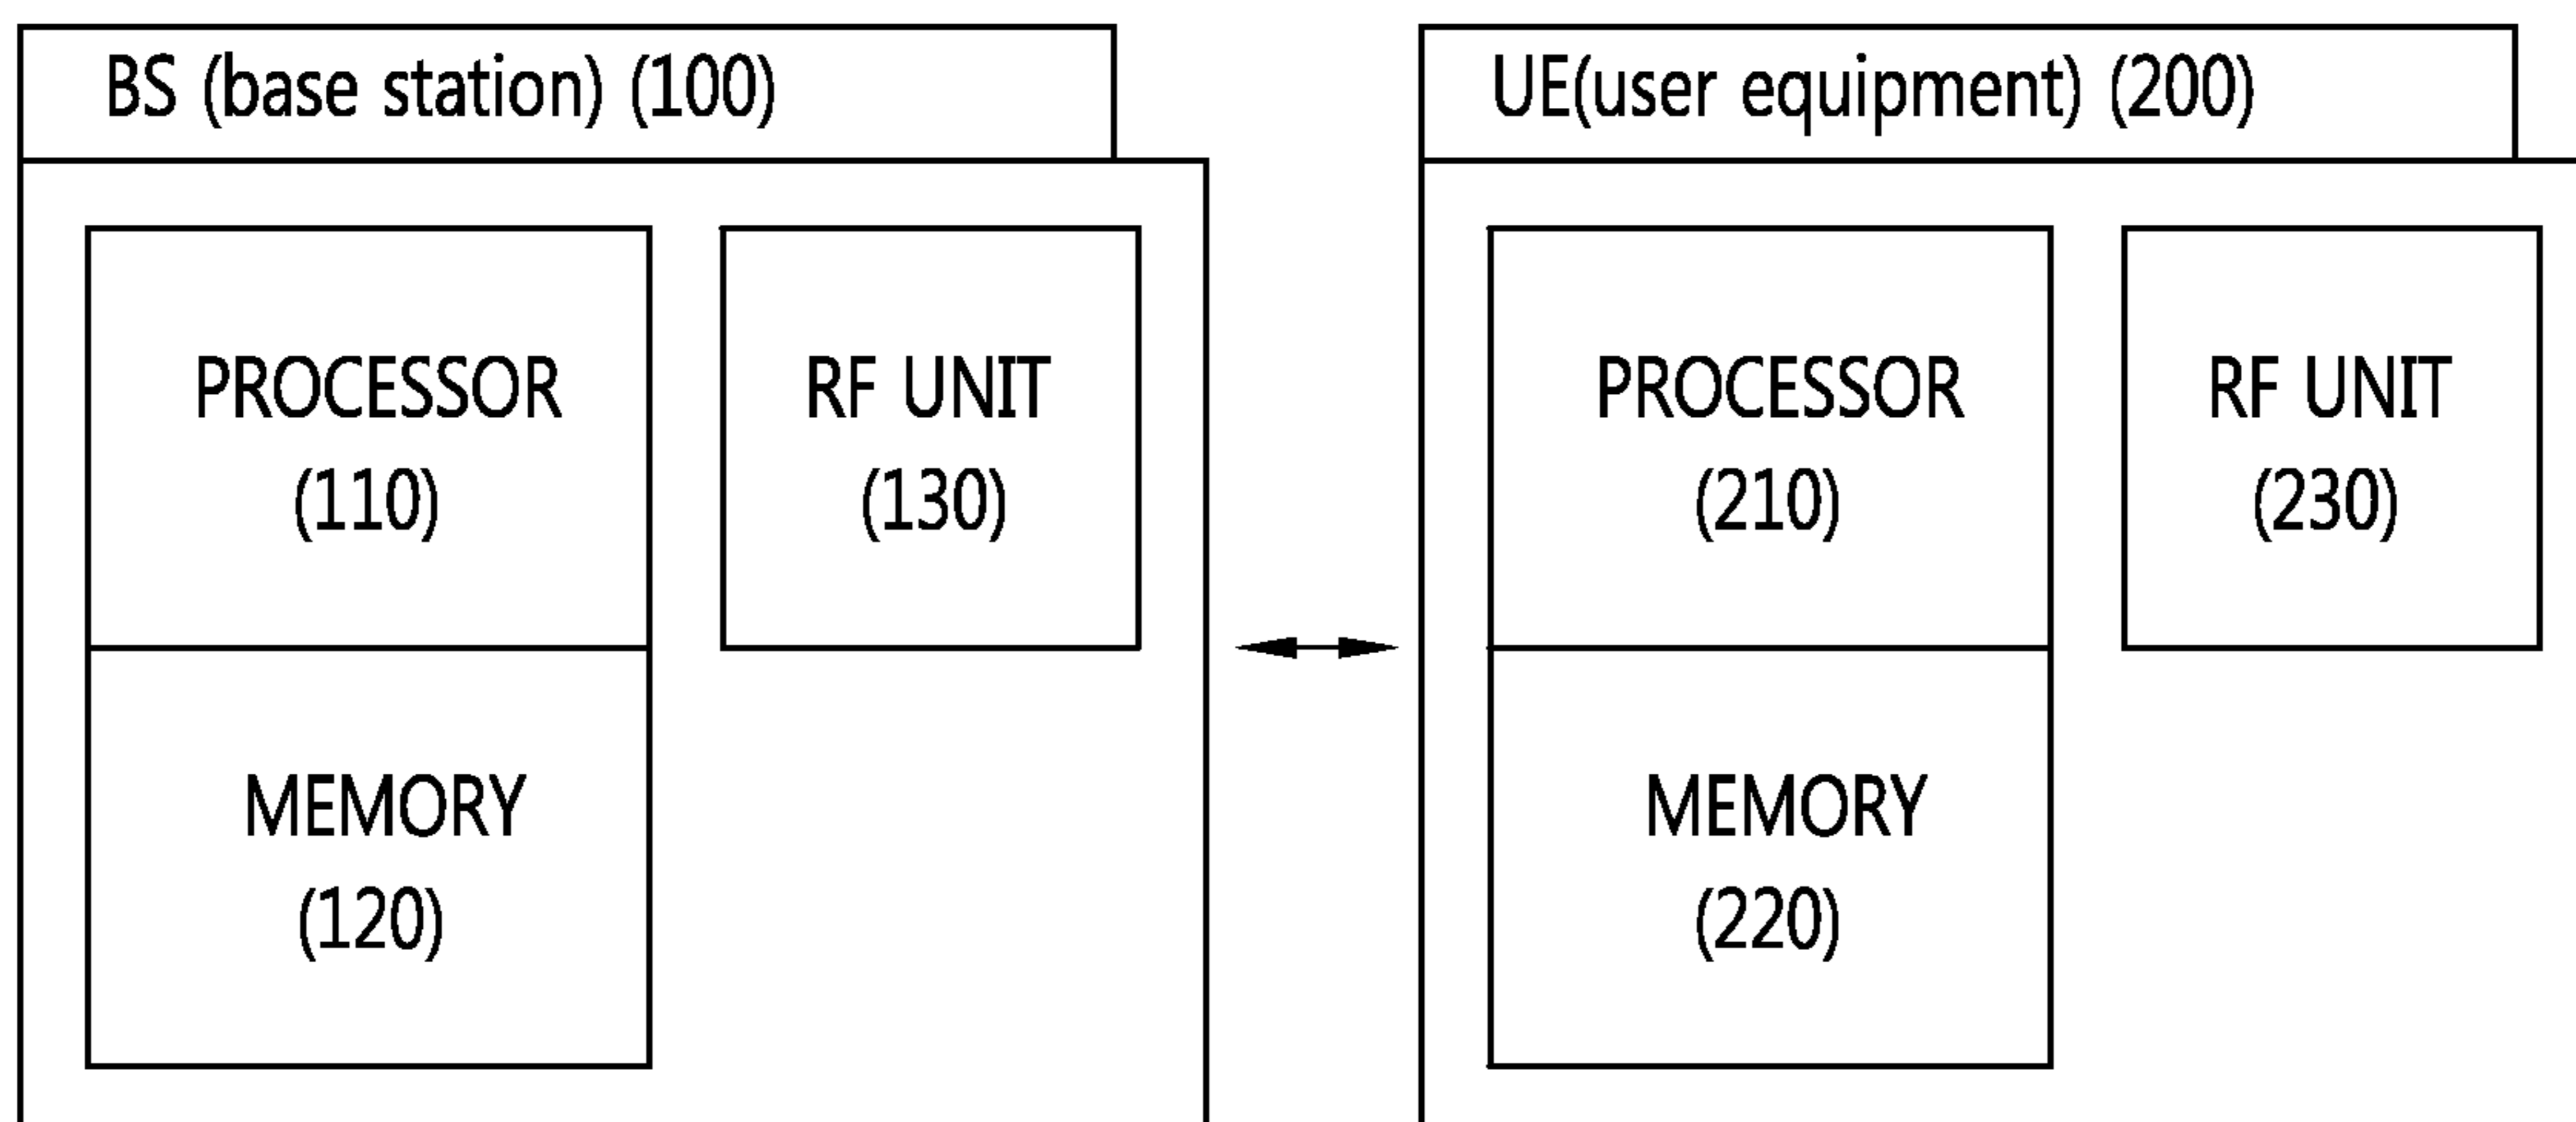 BS (base station) (100)
PROCESSOR
(110)
RF UNIT
(130)
MEMORY
(120)
UE(user equipment) (200)
PROCESSOR
(210)
RF UNIT
(230)
MEMORY
(220)